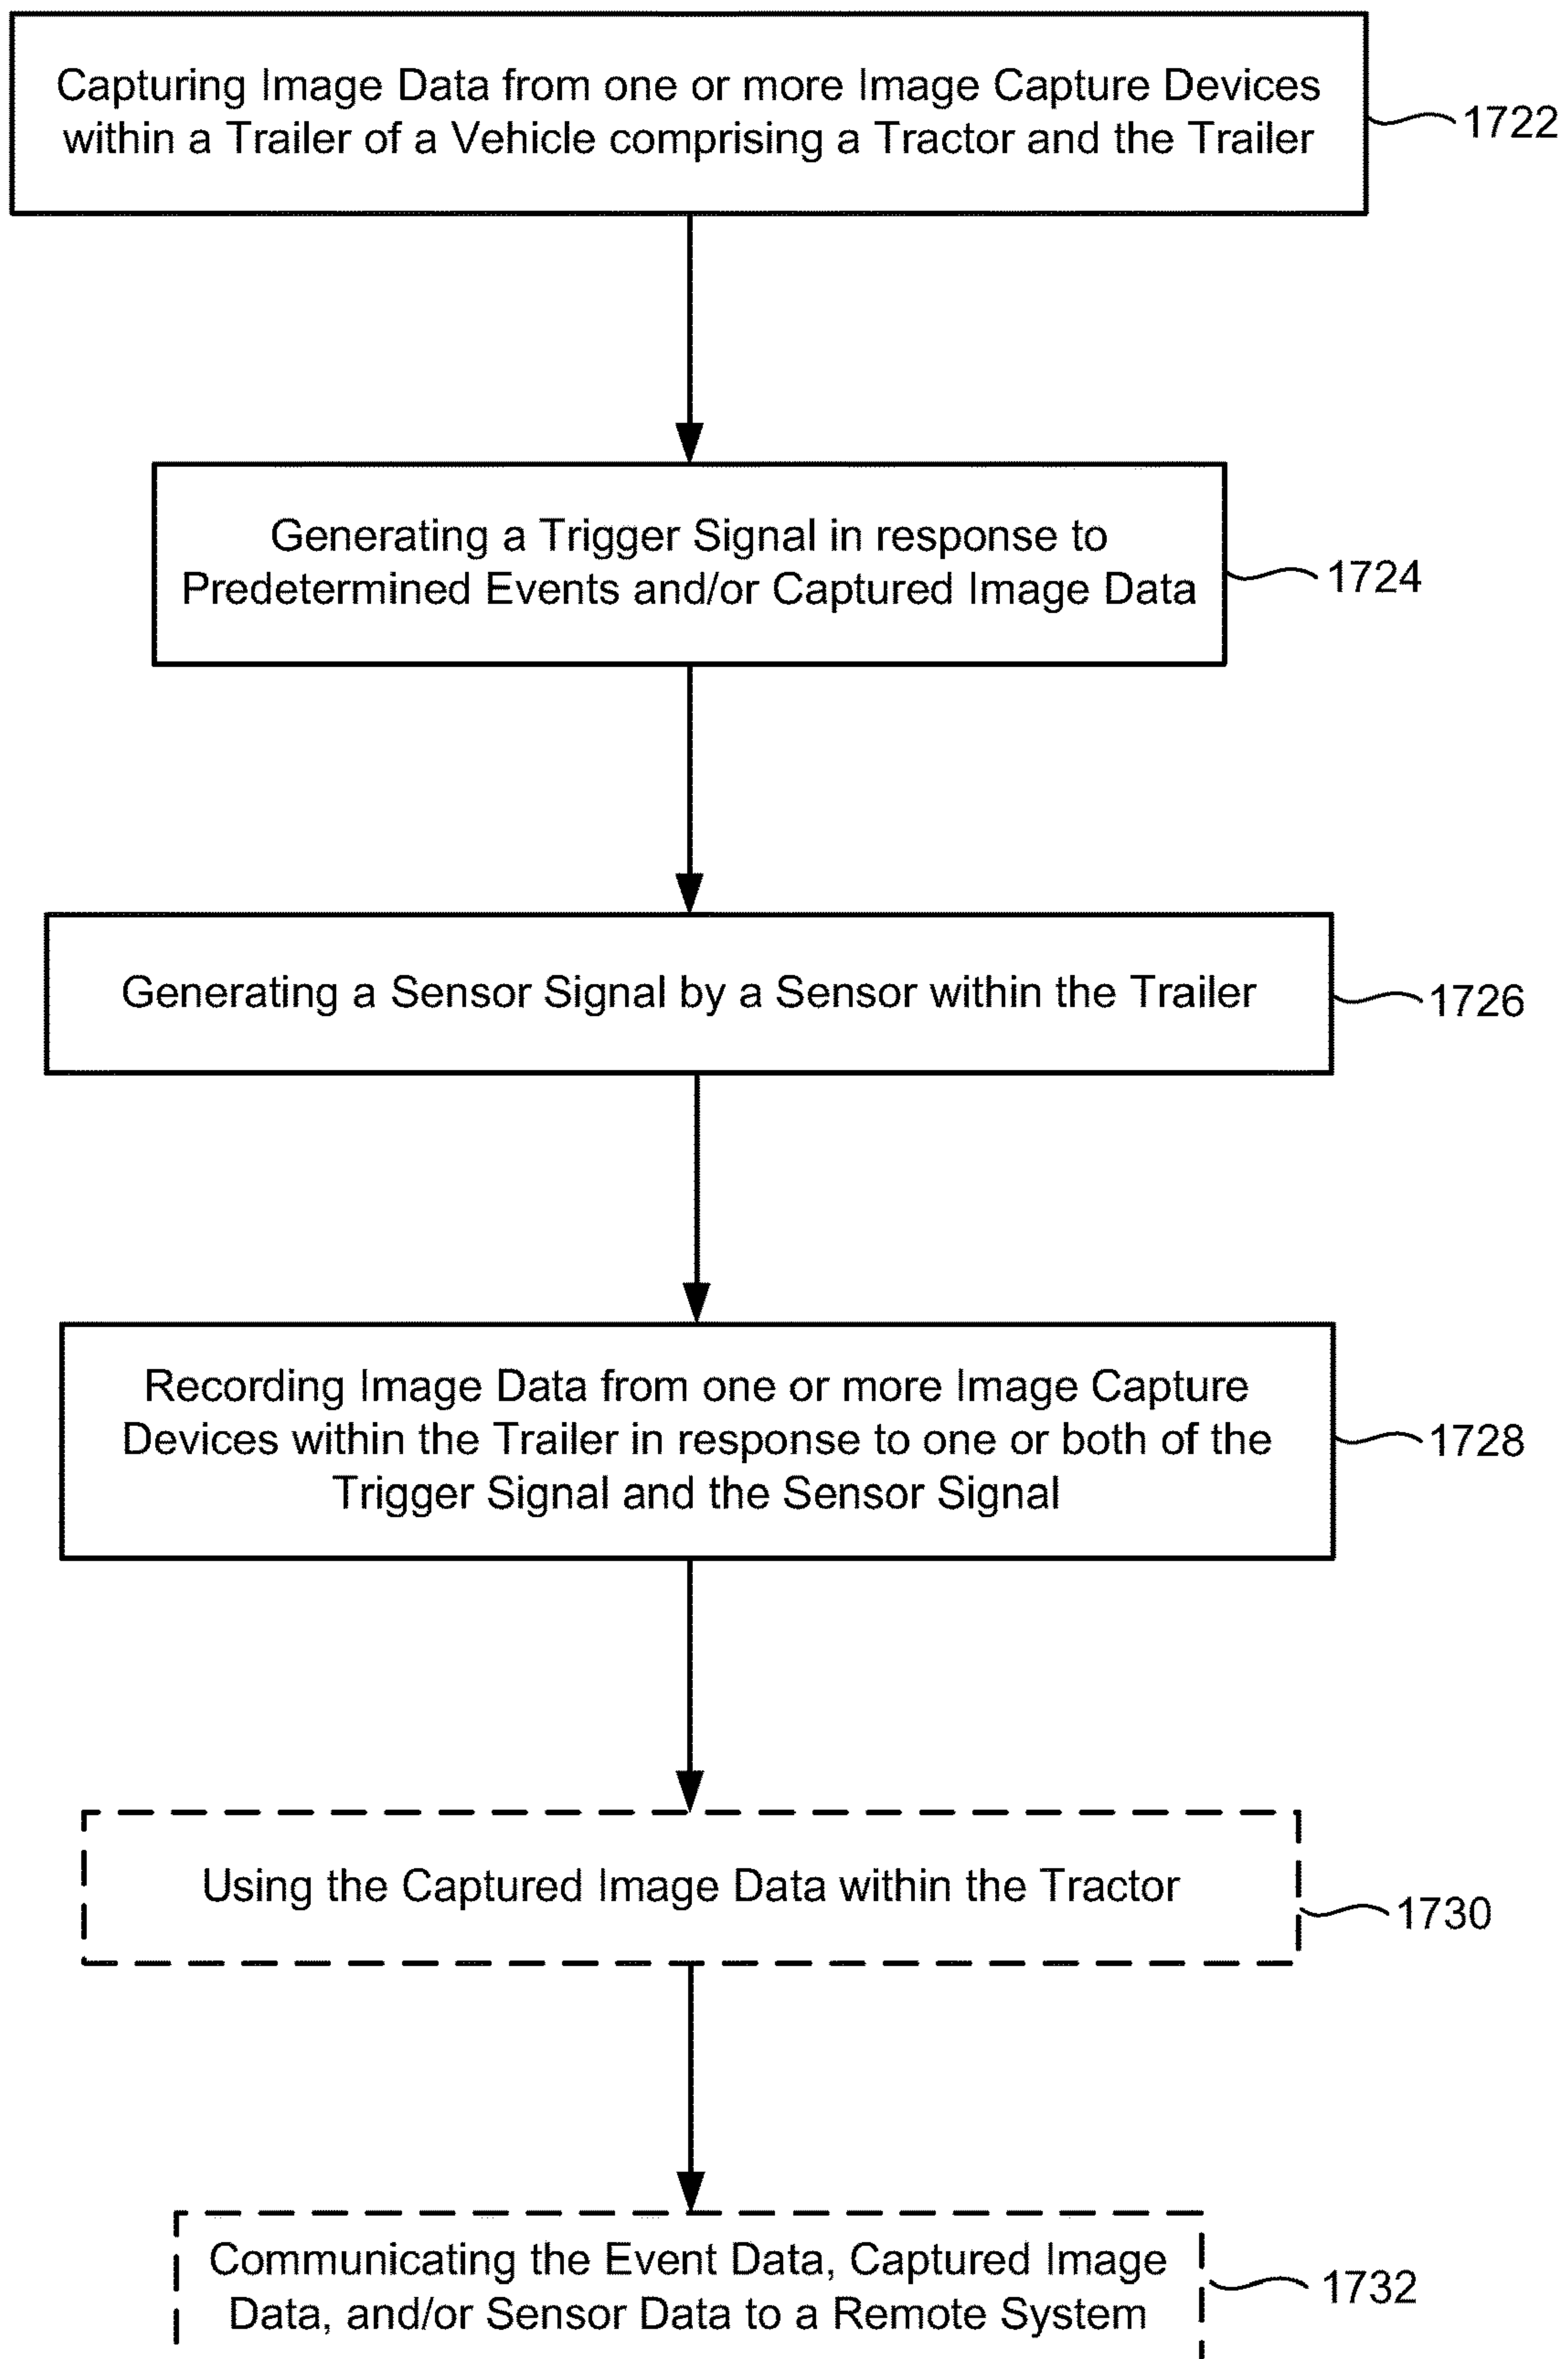 Capturing Image Data from one or more Image Capture Devices
within a Trailer of a Vehicle comprising a Tractor and the Trailer
1722
Generating a Trigger Signal in response to
Predetermined Events and/or Captured Image Data
1724
Generating a Sensor Signal by a Sensor within the Trailer
1726
Recording Image Data from one or more Image Capture
Devices within the Trailer in response to one or both of the
Trigger Signal and the Sensor Signal
1728
Using the Captured Image Data within the Tractor
1730
Communicating the Event Data, Captured Image
Data, and/or Sensor Data to a Remote System
1732